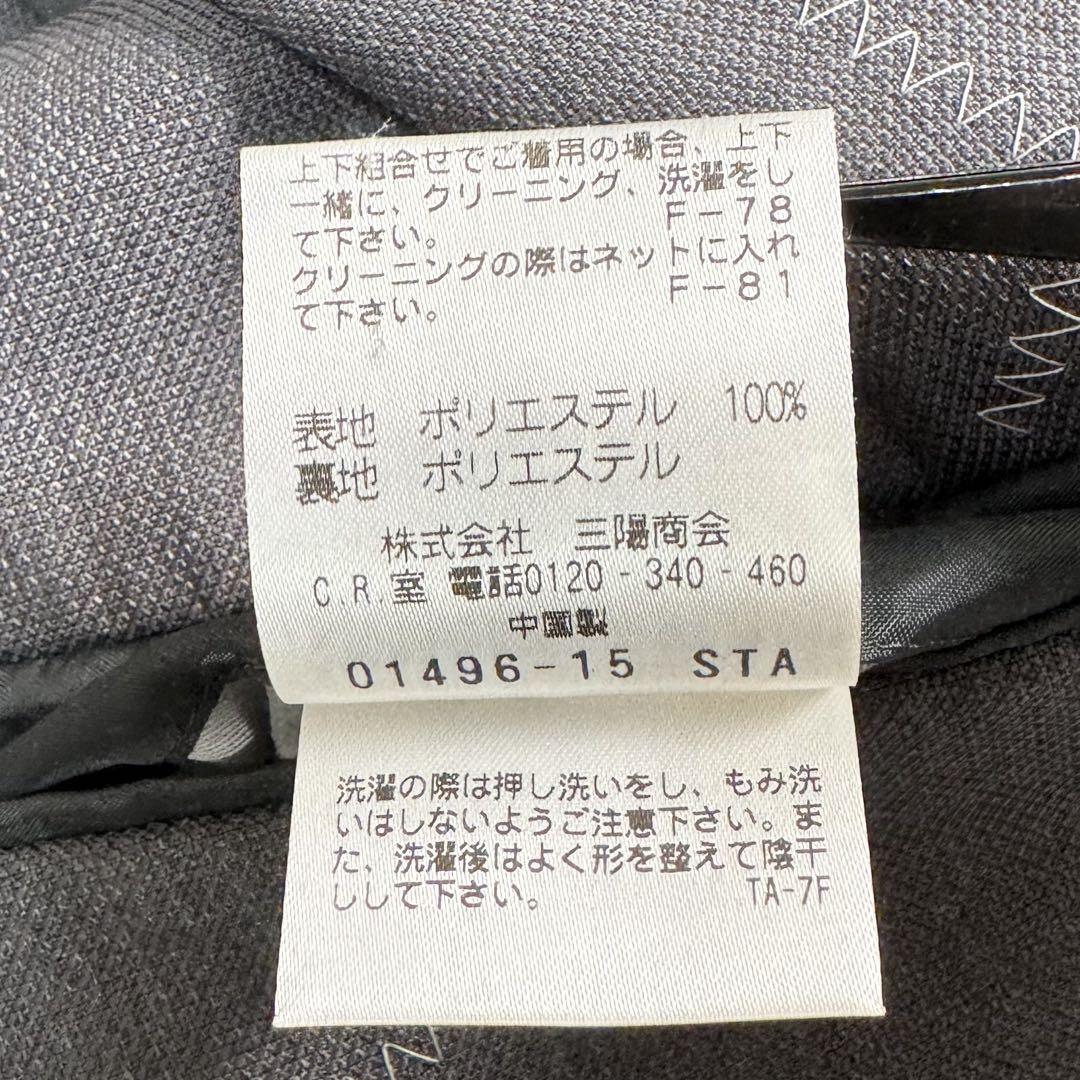 上下組合せでご着用の場合、上下
一緒に、クリーニング、洗濯をし
て下さい。 F-78
クリーニングの際はネットに入れ
て下さい。 F-81
表地 ポリエステル 100%
裏地 ポリエステル
株式会社 三陽商会
C.R.室 電話0120-340-460
中国製
01496-15 STA
洗濯の際は押し洗いをし、もみ洗
いはしないようご注意下さい。ま
た、洗濯後はよく形を整えて陰干
ししして下さい。 TA-7F